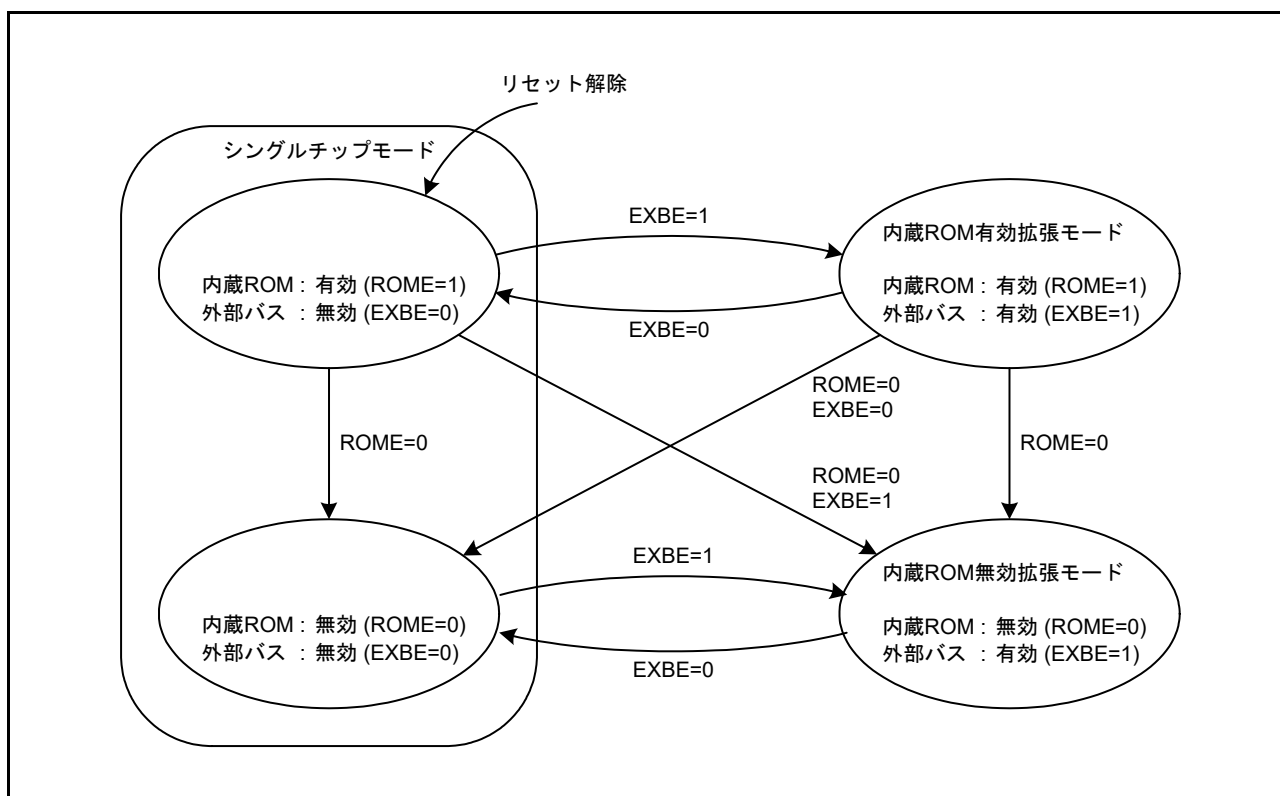 リセット解除
シングルチップモード
内蔵ROM : 有効 (ROME=1)
外部バス : 無効 (EXBE=0)
EXBE=1
EXBE=0
内蔵ROM有効拡張モード
内蔵ROM : 有効 (ROME=1)
外部バス : 有効 (EXBE=1)
ROME=0
ROME=0
EXBE=0
ROME=0
EXBE=1
ROME=0
内蔵ROM : 無効 (ROME=0)
外部バス : 無効 (EXBE=0)
EXBE=1
EXBE=0
内蔵ROM無効拡張モード
内蔵ROM : 無効 (ROME=0)
外部バス : 有効 (EXBE=1)